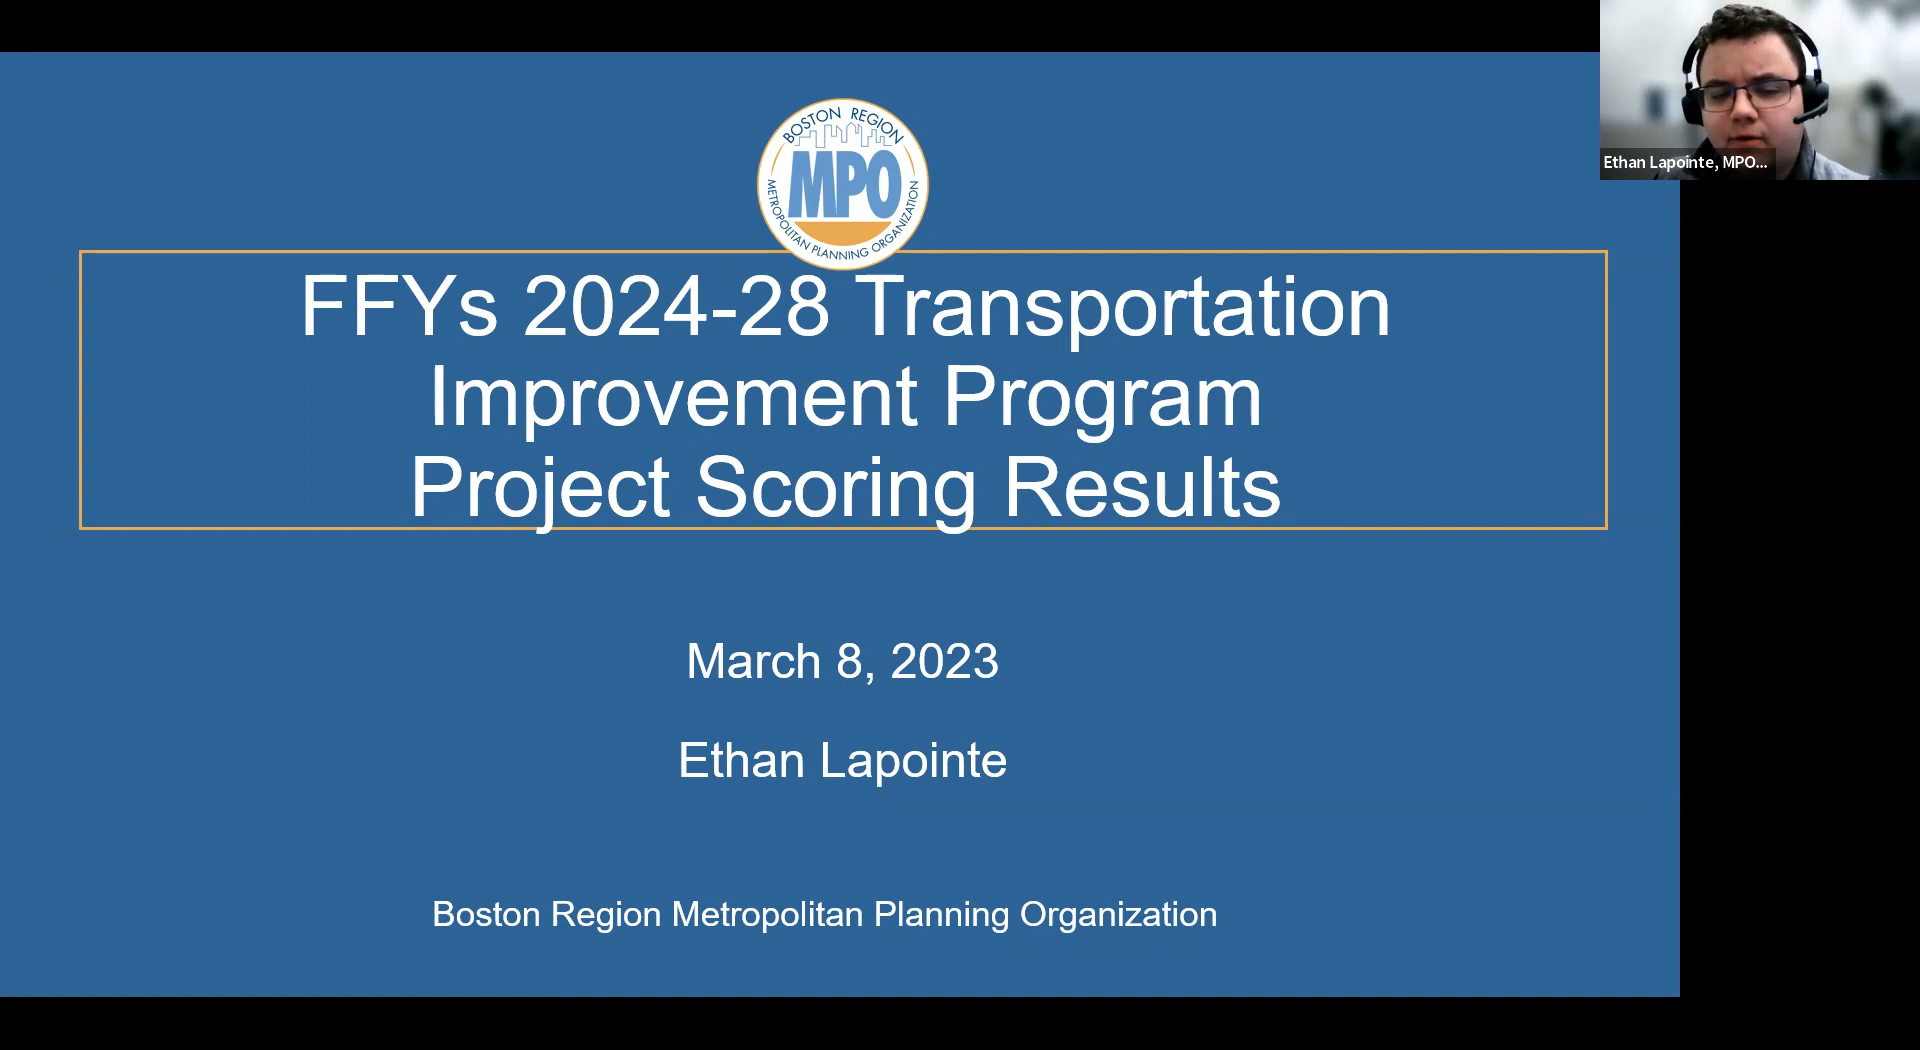 BOSTON REGION
MPO
METROPOLITAN PLANNING ORGANIZATION
Ethan Lapointe, MPO...
FFYs 2024-28 Transportation
Improvement Program
Project Scoring Results
March 8, 2023
Ethan Lapointe
Boston Region Metropolitan Planning Organization